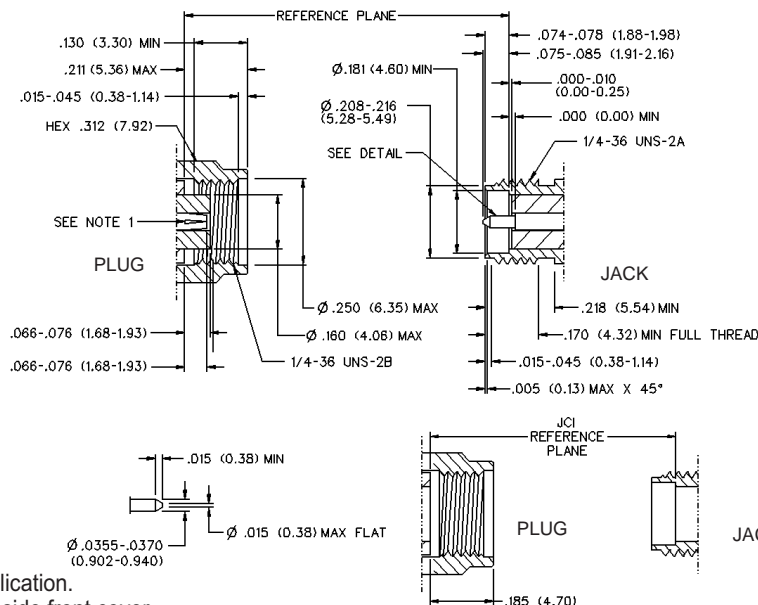 REFERENCE PLANE
.130 (3.30) MIN
.211 (5.36) MAX
.015-.045 (0.38-1.14)
HEX .312 (7.92)
SEE NOTE 1
PLUG
.066-.076 (1.68-1.93)
.066-.076 (1.68-1.93)
Ø.250 (6.35) MAX
Ø.160 (4.06) MAX
1/4-36 UNS-2B
.074-.078 (1.88-1.98)
.075-.085 (1.91-2.16)
Ø.181 (4.60) MIN
.000-.010
(0.00-0.25)
Ø.208-.216
(5.28-5.49)
.000 (0.00) MIN
SEE DETAIL
1/4-36 UNS-2A
JACK
.218 (5.54) MIN
.170 (4.32) MIN FULL THREAD
.015-.045 (0.38-1.14)
.005 (0.13) MAX X 45°
.015 (0.38) MIN
Ø.015 (0.38) MAX FLAT
Ø.0355-.0370
(0.902-0.940)
JCI
REFERENCE
PLANE
PLUG
JA
.185 (4.70)
lication.
side front cover